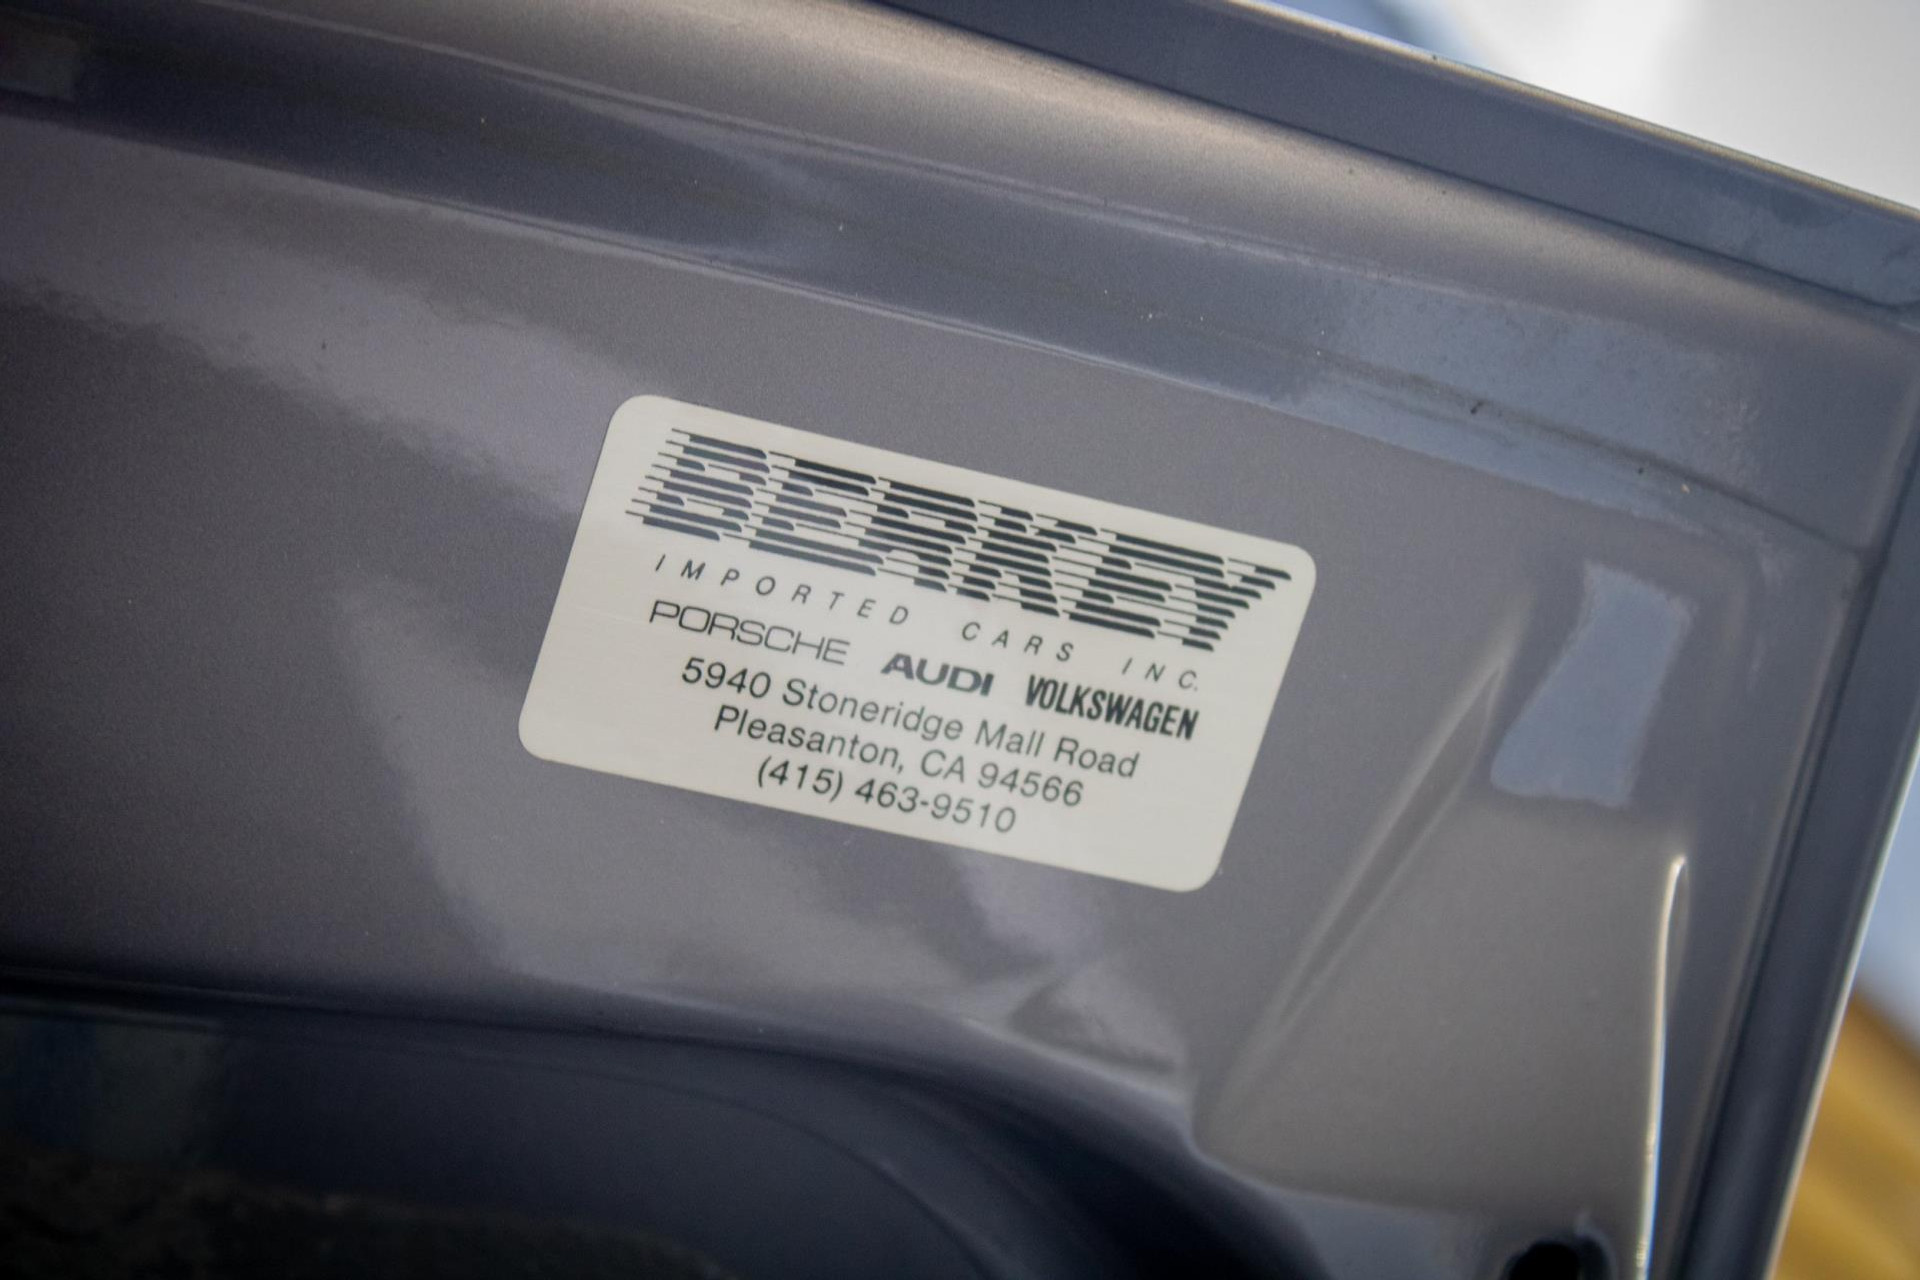 BERKEY
IMPORTED CARS INC.
PORSCHE AUDI VOLKSWAGEN
5940 Stoneridge Mall Road
Pleasanton, CA 94566
(415) 463-9510